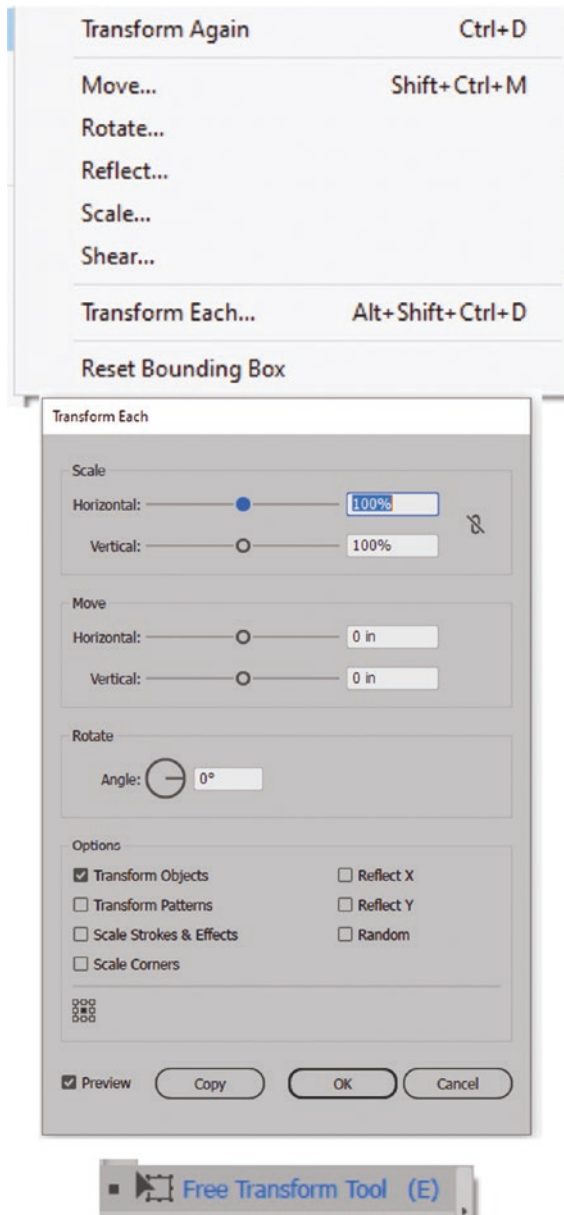 Transform Again Ctrl+D
Move... Shift+Ctrl+M
Rotate...
Reflect...
Scale...
Shear...
Transform Each... Alt+Shift+Ctrl+D
Reset Bounding Box
Transform Each
Scale
Horizontal: 100%
Vertical: 100%
Move
Horizontal: 0 in
Vertical: 0 in
Rotate
Angle: 0°
Options
Transform Objects Reflect X
Transform Patterns Reflect Y
Scale Strokes & Effects Random
Scale Corners
Preview Copy OK Cancel
Free Transform Tool (E)